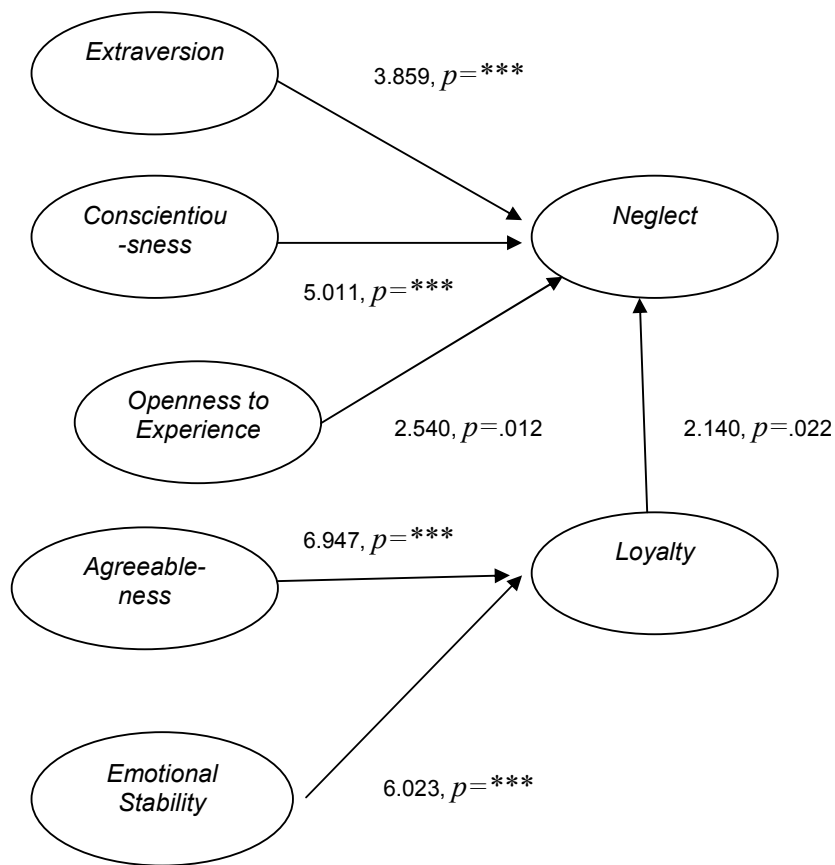 Extraversion
3.859, p=***
Conscientiou
-sness
Neglect
5.011, p=***
Openness to
Experience
2.540, p=.012
2.140, p=.022
6.947, p=***
Agreeable-
ness
Loyalty
Emotional
Stability
6.023, p=***